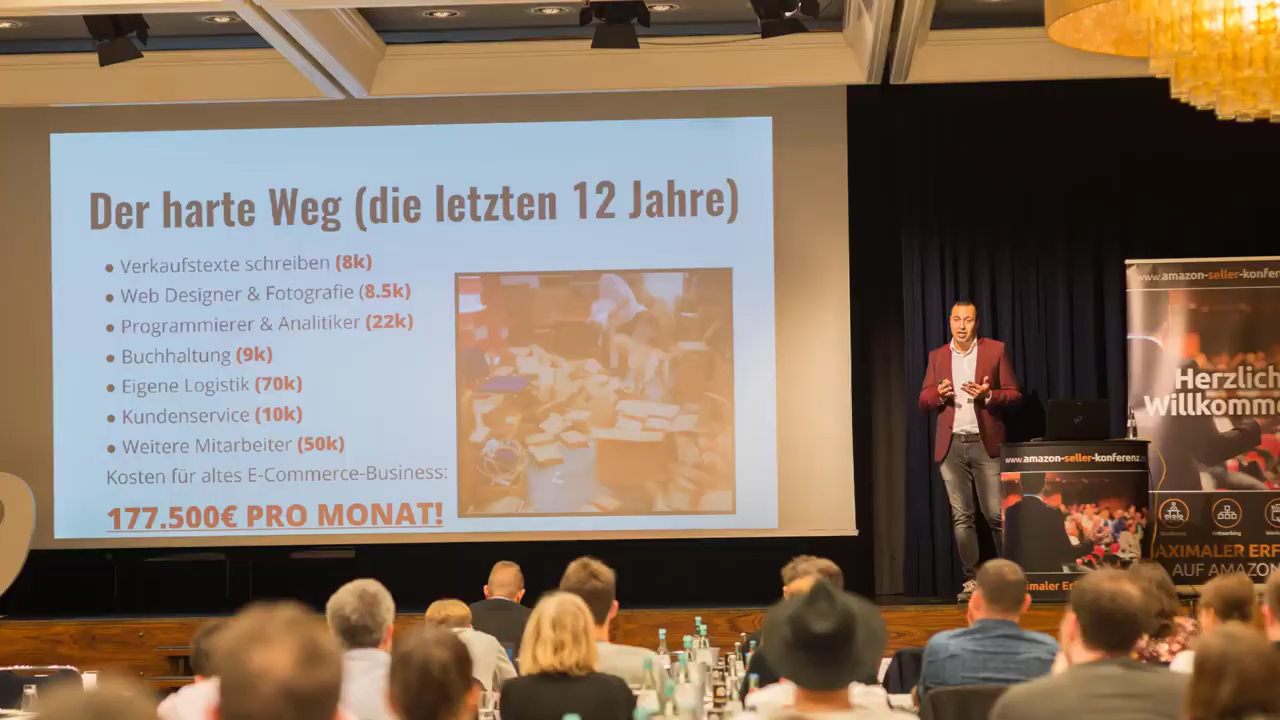 Der harte Weg (die letzten 12 Jahre)
● Verkaufstexte schreiben (8k)
● Web Designer & Fotografie (8.5k)
● Programmierer & Analitiker (22k)
● Buchhaltung (9k)
● Eigene Logistik (70k)
● Kundenservice (10k)
● Weitere Mitarbeiter (50k)
Kosten für altes E-Commerce-Business:
177.500€ PRO MONAT!
www.amazon-seller-konferenz
www.amazon-seller-konfer
Herzlich
Willkomm
AXIMALER ERF
AUF AMAZON